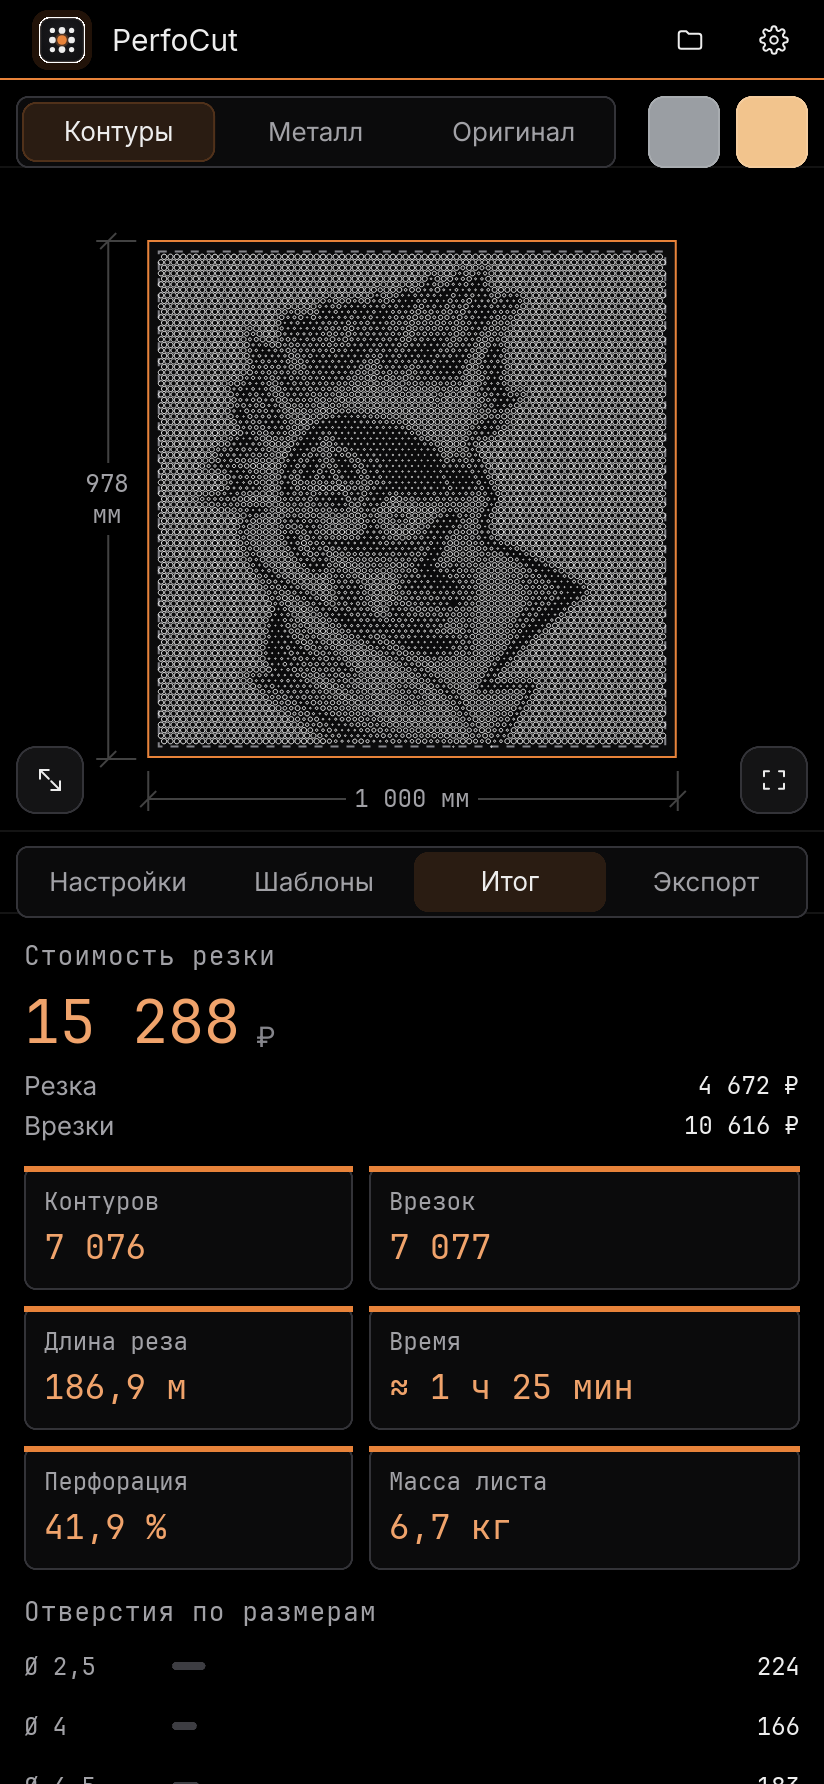 PerfoCut
Контуры Металл Оригинал
978
мм
1 000 мм
Настройки Шаблоны Итог Экспорт
Стоимость резки
15 288 ₽
Резка 4 672 ₽
Врезки 10 616 ₽
Контуров Врезок
7 076 7 077
Длина реза Время
186,9 м ≈ 1 ч 25 мин
Перфорация Масса листа
41,9 % 6,7 кг
Отверстия по размерам
Ø 2,5 224
Ø 4 166